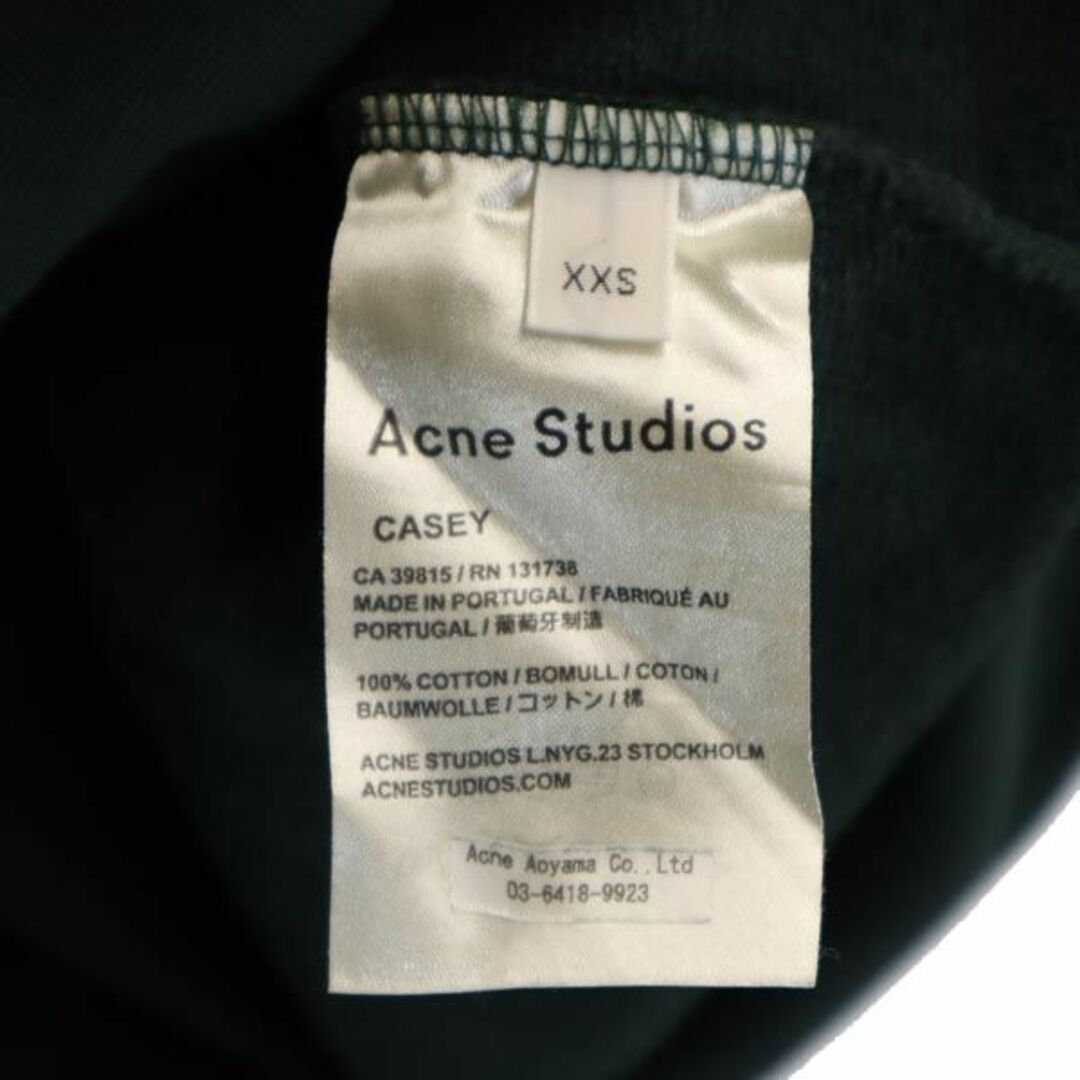 XXS
Acne Studios
CASEY
CA 39815 / RN 131738
MADE IN PORTUGAL / FABRIQUÉ AU
PORTUGAL / 葡萄牙制造
100% COTTON / BOMULL / COTON /
BAUMWOLLE / コットン / 棉
ACNE STUDIOS L.NYG.23 STOCKHOLM
ACNESTUDIOS.COM
Acne Aoyama Co.,Ltd
03-6418-9923